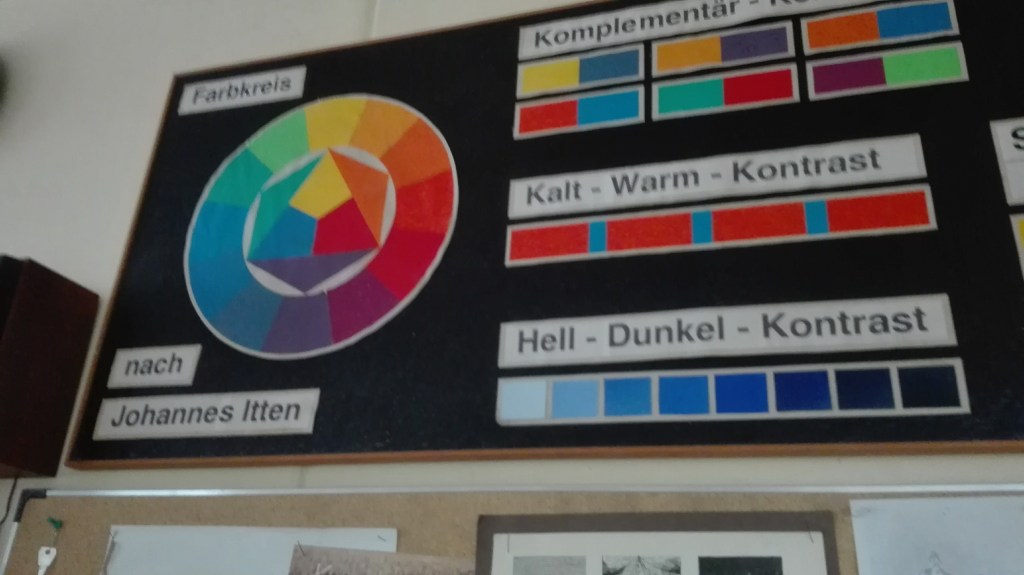 Farbkreis
nach
Johannes Itten
Komplementär -
Kalt - Warm - Kontrast
Hell - Dunkel - Kontrast
S